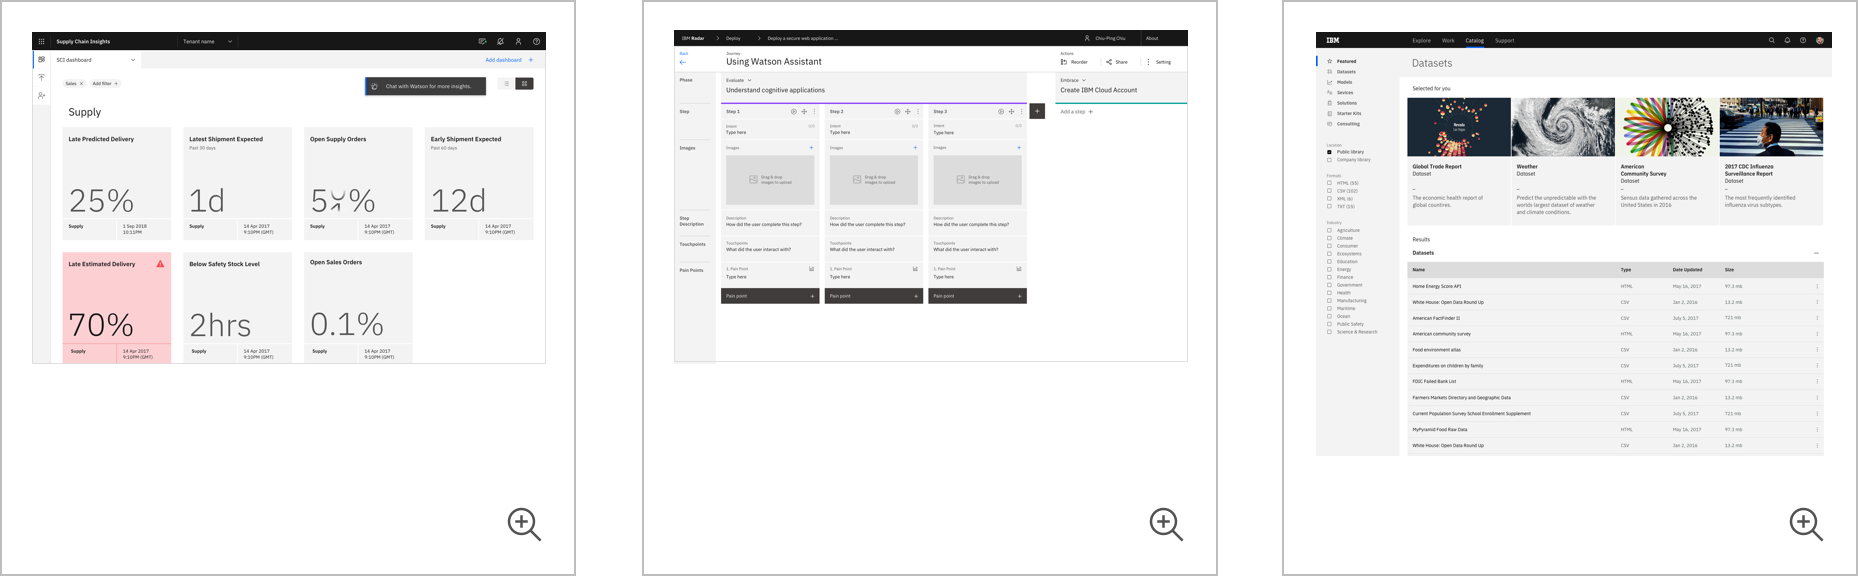 Supply Chain Insights
Tenant name
SCI dashboard
Add dashboard +
Sales ×
Add filter +
Chat with Watson for more insights.
Supply
Late Predicted Delivery
25%
Supply
1 Sep 2018
10:11PM
Latest Shipment Expected
Past 30 days
1d
Supply
14 Apr 2017
9:10PM (GMT)
Open Supply Orders
Supply
14 Apr 2017
9:10PM (GMT)
Early Shipment Expected
Past 60 days
12d
Supply
14 Apr 2017
9:10PM (GMT)
Late Estimated Delivery
70%
Supply
14 Apr 2017
9:10PM (GMT)
Below Safety Stock Level
2hrs
Supply
14 Apr 2017
9:10PM (GMT)
Open Sales Orders
0.1%
Supply
14 Apr 2017
9:10PM (GMT)
IBM Radar
Deploy
Deploy a secure web application ...
Chiu-Ping Chiu
About
Back
Journey
Using Watson Assistant
Actions
Reorder
Share
Setting
Phase
Evaluate
Understand cognitive applications
Embrace
Create IBM Cloud Account
Step
Step 1
Step 2
Step 3
Add a step +
Intent
Type here
Intent
Type here
Intent
Type here
Images
Images +
Images +
Images +
Drag & drop
images to upload
Drag & drop
images to upload
Drag & drop
images to upload
Step
Description
Description
How did the user complete this step?
Description
How did the user complete this step?
Description
How did the user complete this step?
Touchpoints
Touchpoints
What did the user interact with?
Touchpoints
What did the user interact with?
Touchpoints
What did the user interact with?
Pain Points
1. Pain Point
Type here
1. Pain Point
Type here
1. Pain Point
Type here
Pain point +
Pain point +
Pain point +
IBM
Explore
Work
Catalog
Support
Featured
Datasets
Models
Services
Solutions
Starter Kits
Consulting
Location
Public library
Company library
Formats
HTML (55)
CSV (102)
XML (6)
TXT (15)
Industry
Agriculture
Climate
Consumer
Ecosystems
Education
Energy
Finance
Government
Health
Manufacturing
Maritime
Ocean
Public Safety
Science & Research
Datasets
Selected for you
Global Trade Report
Dataset
–
The economic health report of
global countries.
Weather
Dataset
–
Predict the unpredictable with the
worlds largest dataset of weather
and climate conditions.
American
Community Survey
Dataset
–
Sensus data gathered across the
United States in 2016
2017 CDC Influenza
Surveillance Report
–
The most frequently identified
influenza virus subtypes.
Results
Datasets
Name Type Date Updated Size
Home Energy Score API HTML May 16, 2017 97.3 mb
White House: Open Data Round Up CSV Jan 2, 2016 13.2 mb
American FactFinder II CSV July 5, 2017 721 mb
American community survey HTML May 16, 2017 97.3 mb
Food environment atlas CSV Jan 2, 2016 13.2 mb
Expenditures on children by family CSV July 5, 2017 721 mb
FDIC Failed Bank List HTML May 16, 2017 97.3 mb
Farmers Markets Directory and Geographic Data CSV Jan 2, 2016 13.2 mb
Current Population Survey School Enrollment Supplement CSV July 5, 2017 721 mb
MyPyramid Food Raw Data HTML May 16, 2017 97.3 mb
White House: Open Data Round Up CSV Jan 2, 2016 13.2 mb